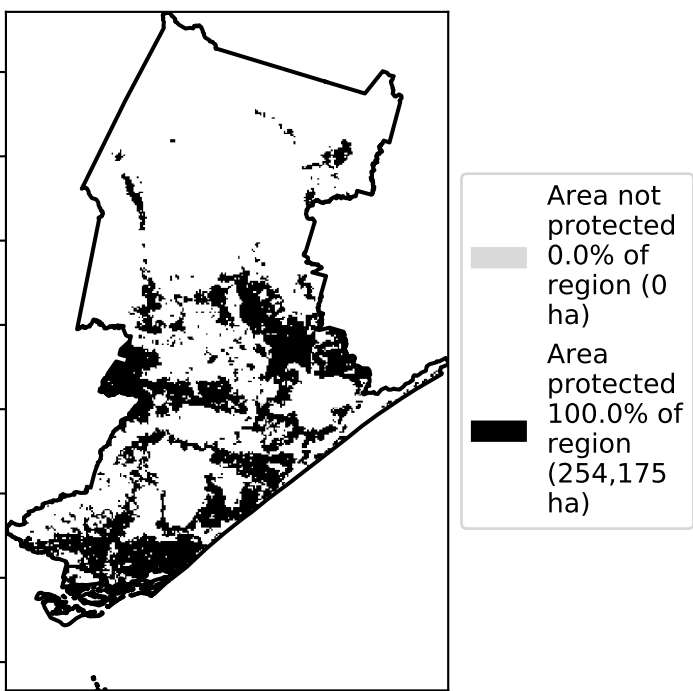 Area not
protected
0.0% of
region (0
ha)
Area
protected
100.0% of
region
(254,175
ha)